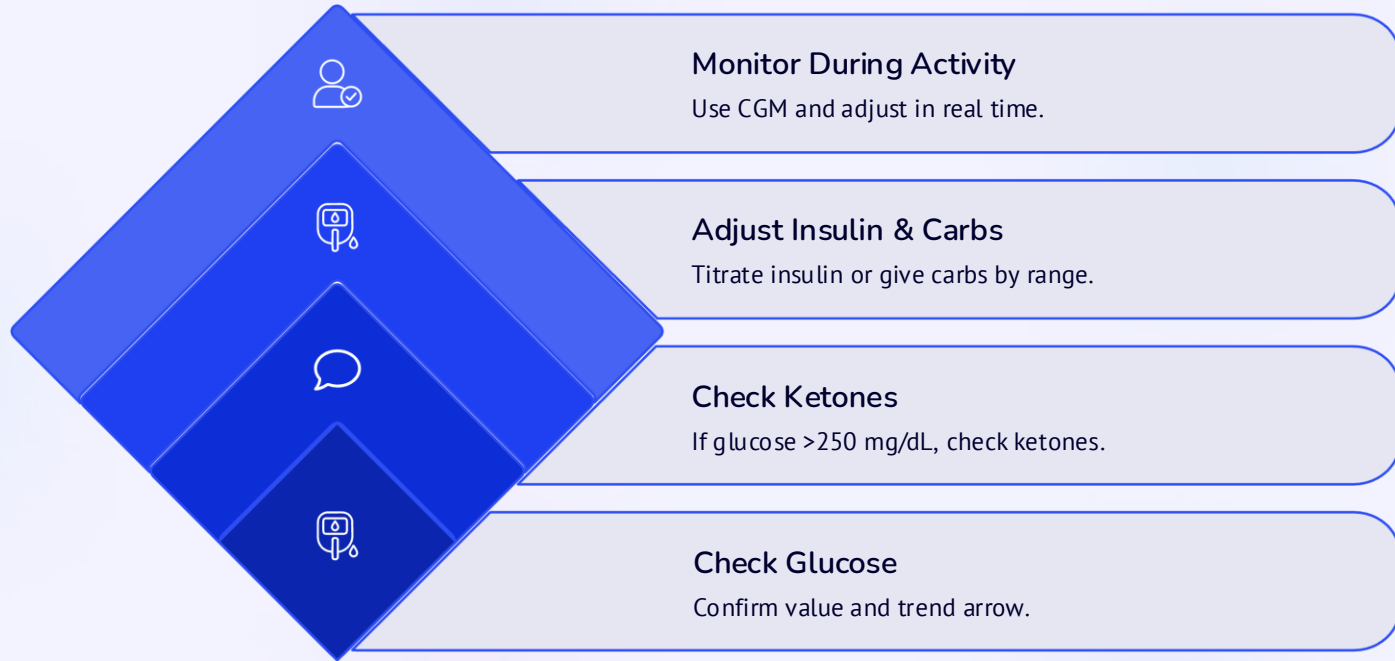 Monitor During Activity
Use CGM and adjust in real time.
Adjust Insulin & Carbs
Titrate insulin or give carbs by range.
Check Ketones
If glucose >250 mg/dL, check ketones.
Check Glucose
Confirm value and trend arrow.